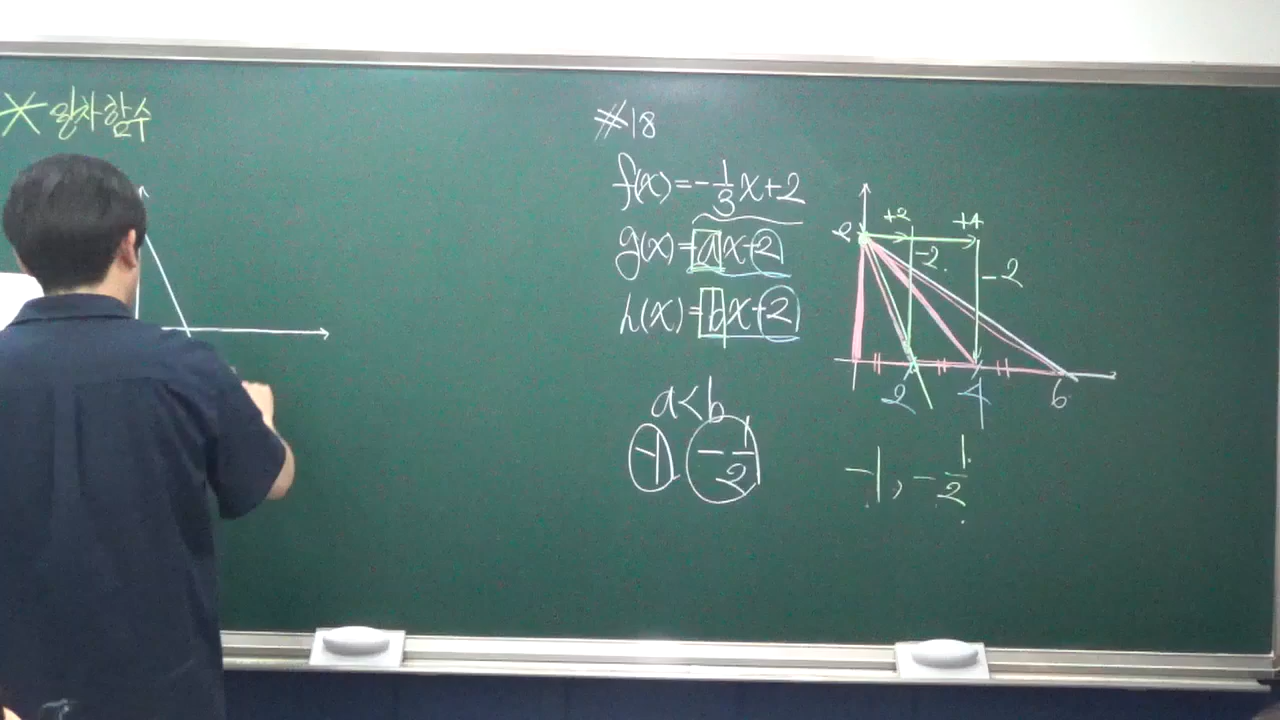 * 일차함수
#18
f(x)=-1/3x+2
g(x)=ax+2
h(x)=bx+2
a<b
-1 -1/2
+2 +4
2 -2 -2
2 4 6
-1, -1/2